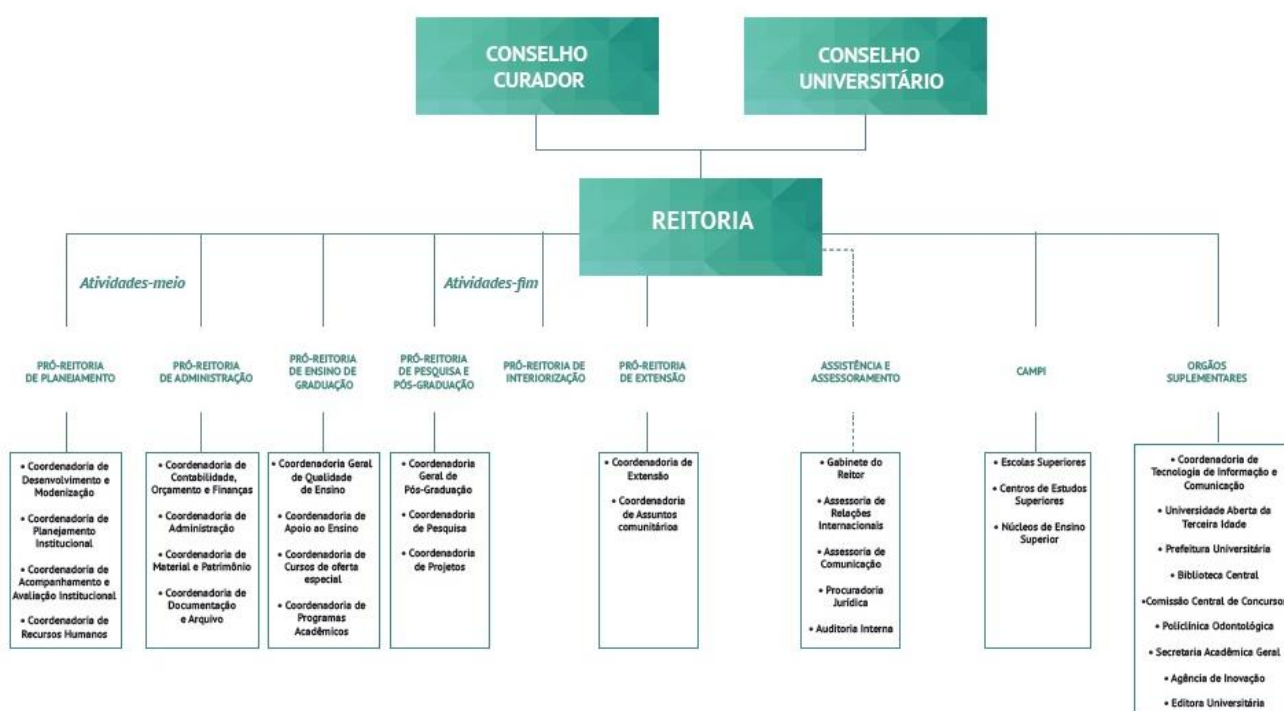 CONSELHO
CURADOR
CONSELHO
UNIVERSITÁRIO
REITORIA
Atividades-meio
Atividades-fim
PRÓ-REITORIA
DE PLANEJAMENTO
PRÓ-REITORIA
DE ADMINISTRAÇÃO
PRÓ-REITORIA
DE ENSINO DE
GRADUAÇÃO
PRÓ-REITORIA
DE PESQUISA E
PÓS-GRADUAÇÃO
PRÓ-REITORIA DE
INTERIORIZAÇÃO
PRÓ-REITORIA
DE EXTENSÃO
ASSISTÊNCIA E
ASSESSORAMENTO
CAMPI
ORGÃOS
SUPLEMENTARES
• Coordenadoria de
Desenvolvimento e
Modenização
• Coordenadoria de
Planejamento
Institucional
• Coordenadoria de
Acompanhamento e
Avaliação Institucional
• Coordenadoria de
Recursos Humanos
• Coordenadoria de
Contabilidade,
Orçamento e Finanças
• Coordenadoria de
Administração
• Coordenadoria de
Material e Patrimônio
• Coordenadoria de
Documentação
e Arquivo
• Coordenadoria Geral
de Qualidade
de Ensino
• Coordenadoria de
Apoio ao Ensino
• Coordenadoria de
Cursos de oferta
especial
• Coordenadoria de
Programas
Acadêmicos
• Coordenadoria
Geral de
Pós-Graduação
• Coordenadoria
de Pesquisa
• Coordenadoria
de Projetos
• Coordenadoria de
Extensão
• Coordenadoria
de Assuntos
comunitárioa
• Gabinete do
Reitor
• Assessoria de
Relações
Internacionais
• Assessoria de
Comunicação
• Procuradoria
Jurídica
• Auditoria Interna
• Escolas Superiores
• Centros de Estudos
Superiores
• Núcleos de Ensino
Superior
• Coordenadoria de
Tecnologia de Informação e
Comunicação
• Universidade Aberta da
Terceira Idade
• Prefeitura Universitária
• Biblioteca Central
•Comissão Central de Concursos
• Policlínica Odontológica
• Secretaria Acadêmica Geral
• Agência de Inovação
• Editora Universitária